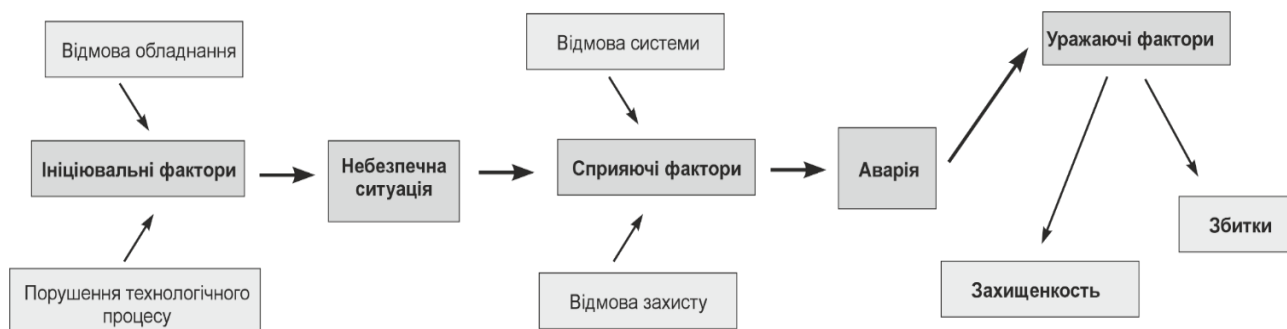 Відмова обладнання
Відмова системи
Уражаючі фактори
Ініціювальні фактори
Небезпечна
ситуація
Сприяючі фактори
Аварія
Збитки
Порушення технологічного
процесу
Відмова захисту
Захищенкость